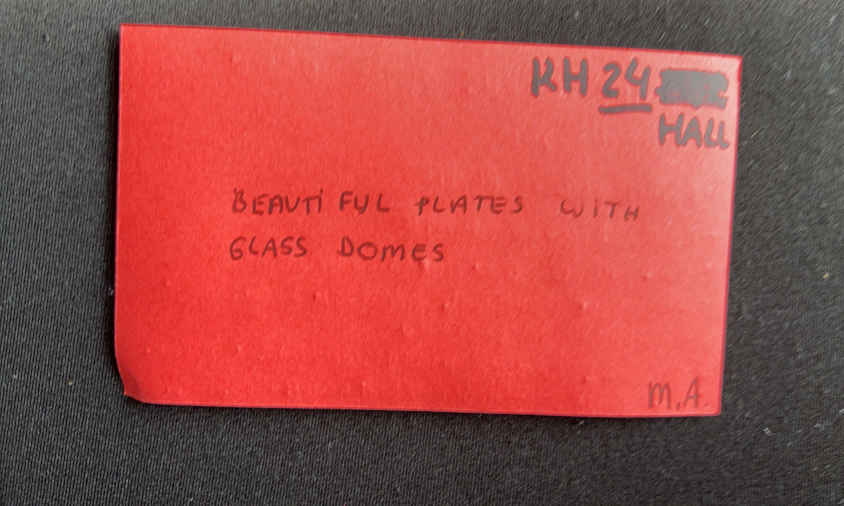 KH 24
HALL
BEAUTIFUL PLATES WITH
GLASS DOMES
M.A.